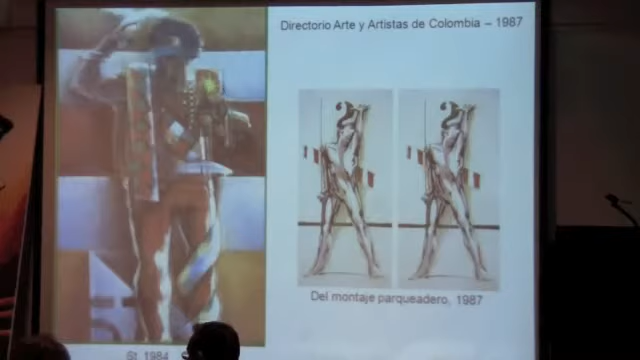 Directorio Arte y Artistas de Colombia – 1987
Del montaje parqueadero, 1987
St. 1984